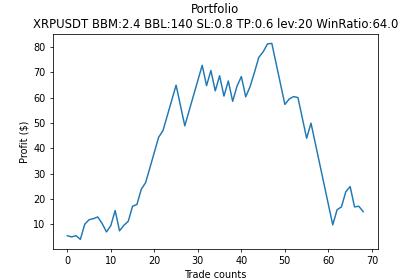 Portfolio
XRPUSDT BBM:2.4 BBL:140 SL:0.8 TP:0.6 lev:20 WinRatio:64.0
80
70
60
50
40
30
20
10
Profit ($)
0 10 20 30 40 50 60 70
Trade counts